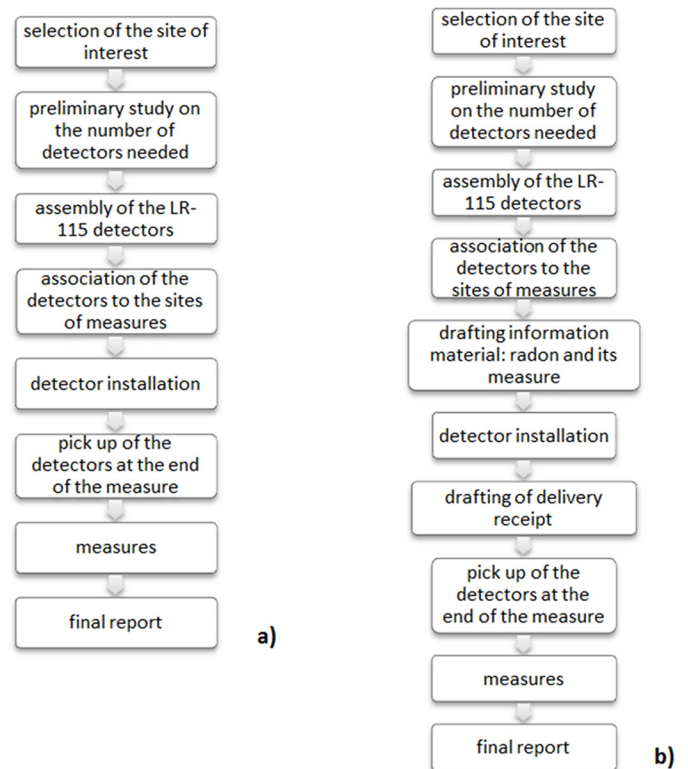 selection of the site of
interest
preliminary study on
the number of
detectors needed
assembly of the LR-
115 detectors
association of the
detectors to the sites
of measures
detector installation
pick up of the
detectors at the end
of the measure
measures
final report
a)
selection of the site
of interest
preliminary study
on the number of
detectors needed
assembly of the LR-
115 detectors
association of the
detectors to the
sites of measures
drafting information
material: radon and its
measure
detector installation
drafting of delivery
receipt
pick up of the
detectors at the
end of the measure
measures
final report
b)